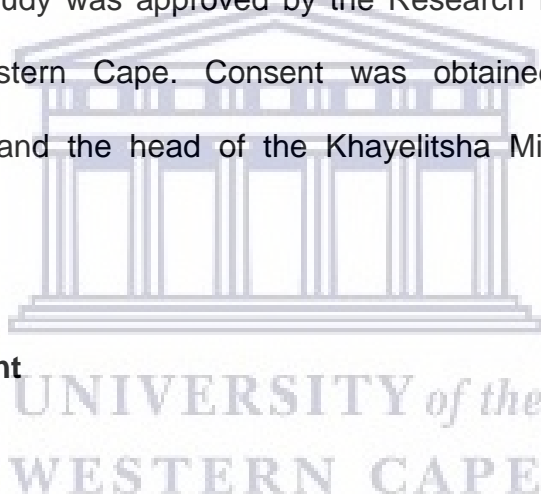 udy was approved by the Research
stern Cape. Consent was obtained
and the head of the Khayelitsha Mi
nt
UNIVERSITY of the
WESTERN CAPE